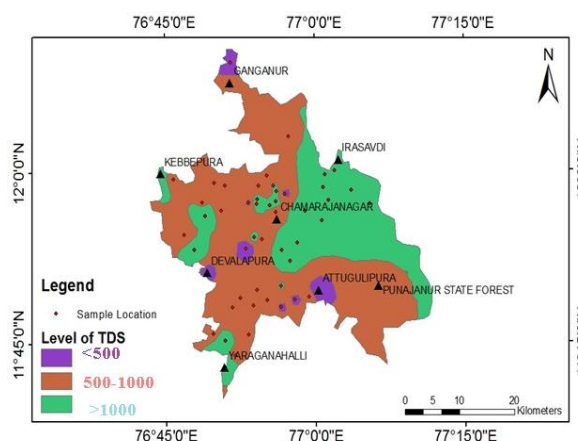 76°45'0"E 77°0'0"E 77°15'0"E
N
GANGANUR
IRASAVDI
KEBBEPURA
12°0'0"N
CHAMARAJANAGAR
DEVALAPURA
ATTUGULIPURA
PUNAJANUR STATE FOREST
Legend
Sample Location
Level of TDS
<500
500-1000
>1000
11°45'0"N
YARAGANAHALLI
0 5 10 20
Kilometers
76°45'0"E 77°0'0"E 77°15'0"E